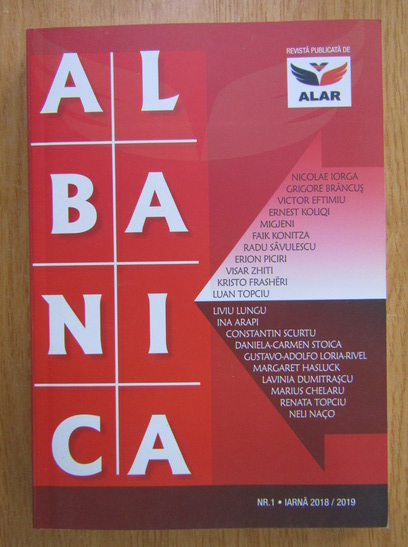 AL
BA
NI
CA
REVISTĂ PUBLICATĂ DE
ALAR
NICOLAE IORGA
GRIGORE BRÂNCUȘ
VICTOR EFTIMIU
ERNEST KOLIQI
MIGJENI
FAIK KONITZA
RADU SĂVULESCU
ERION PICIRI
VISAR ZHITI
KRISTO FRASHËRI
LUAN TOPCIU
LIVIU LUNGU
INA ARAPI
CONSTANTIN SCURTU
DANIELA-CARMEN STOICA
GUSTAVO-ADOLFO LORIA-RIVEL
MARGARET HASLUCK
LAVINIA DUMITRAȘCU
MARIUS CHELARU
RENATA TOPCIU
NELI NAÇO
NR.1 • IARNĂ 2018 / 2019